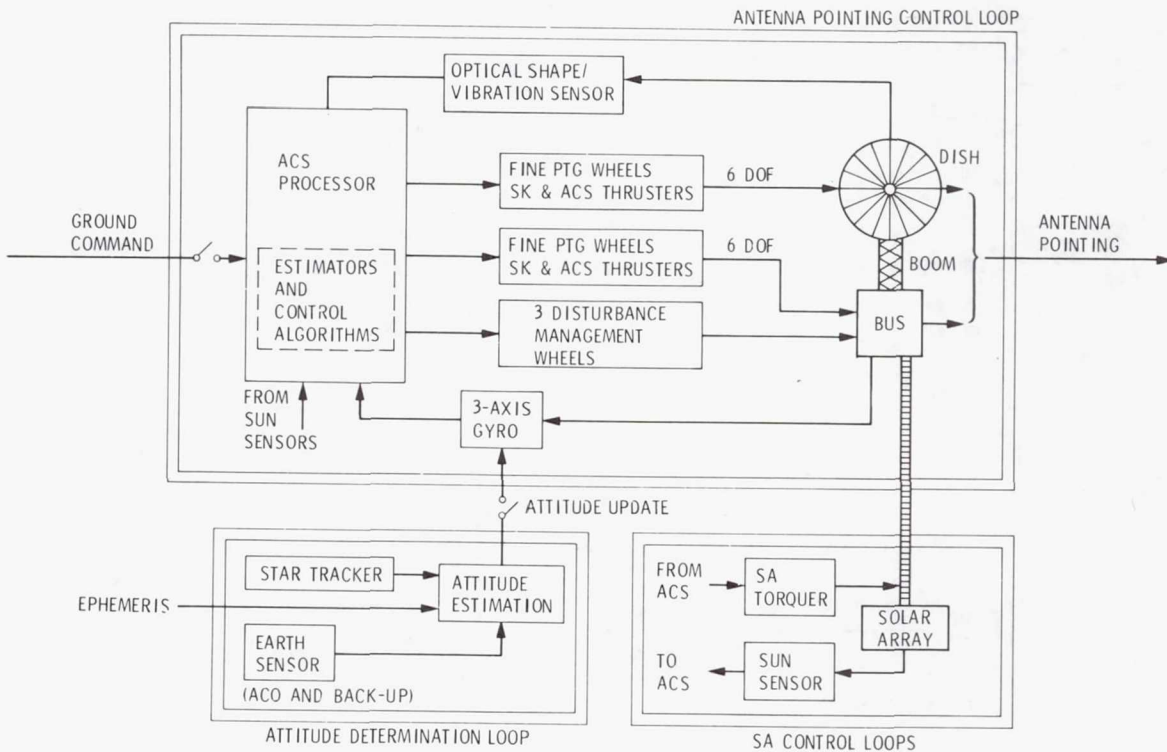 ANTENNA POINTING CONTROL LOOP
OPTICAL SHAPE/
VIBRATION SENSOR
ACS
PROCESSOR
FINE PTG WHEELS
SK & ACS THRUSTERS
6 DOF
DISH
GROUND
COMMAND
ANTENNA
POINTING
ESTIMATORS
AND
CONTROL
ALGORITHMS
FINE PTG WHEELS
SK & ACS THRUSTERS
6 DOF
BOOM
3 DISTURBANCE
MANAGEMENT
WHEELS
BUS
FROM
SUN
SENSORS
3-AXIS
GYRO
ATTITUDE UPDATE
STAR TRACKER
ATTITUDE
ESTIMATION
EPHEMERIS
EARTH
SENSOR
(ACO AND BACK-UP)
ATTITUDE DETERMINATION LOOP
FROM
ACS
SA
TORQUER
SOLAR
ARRAY
TO
ACS
SUN
SENSOR
SA CONTROL LOOPS